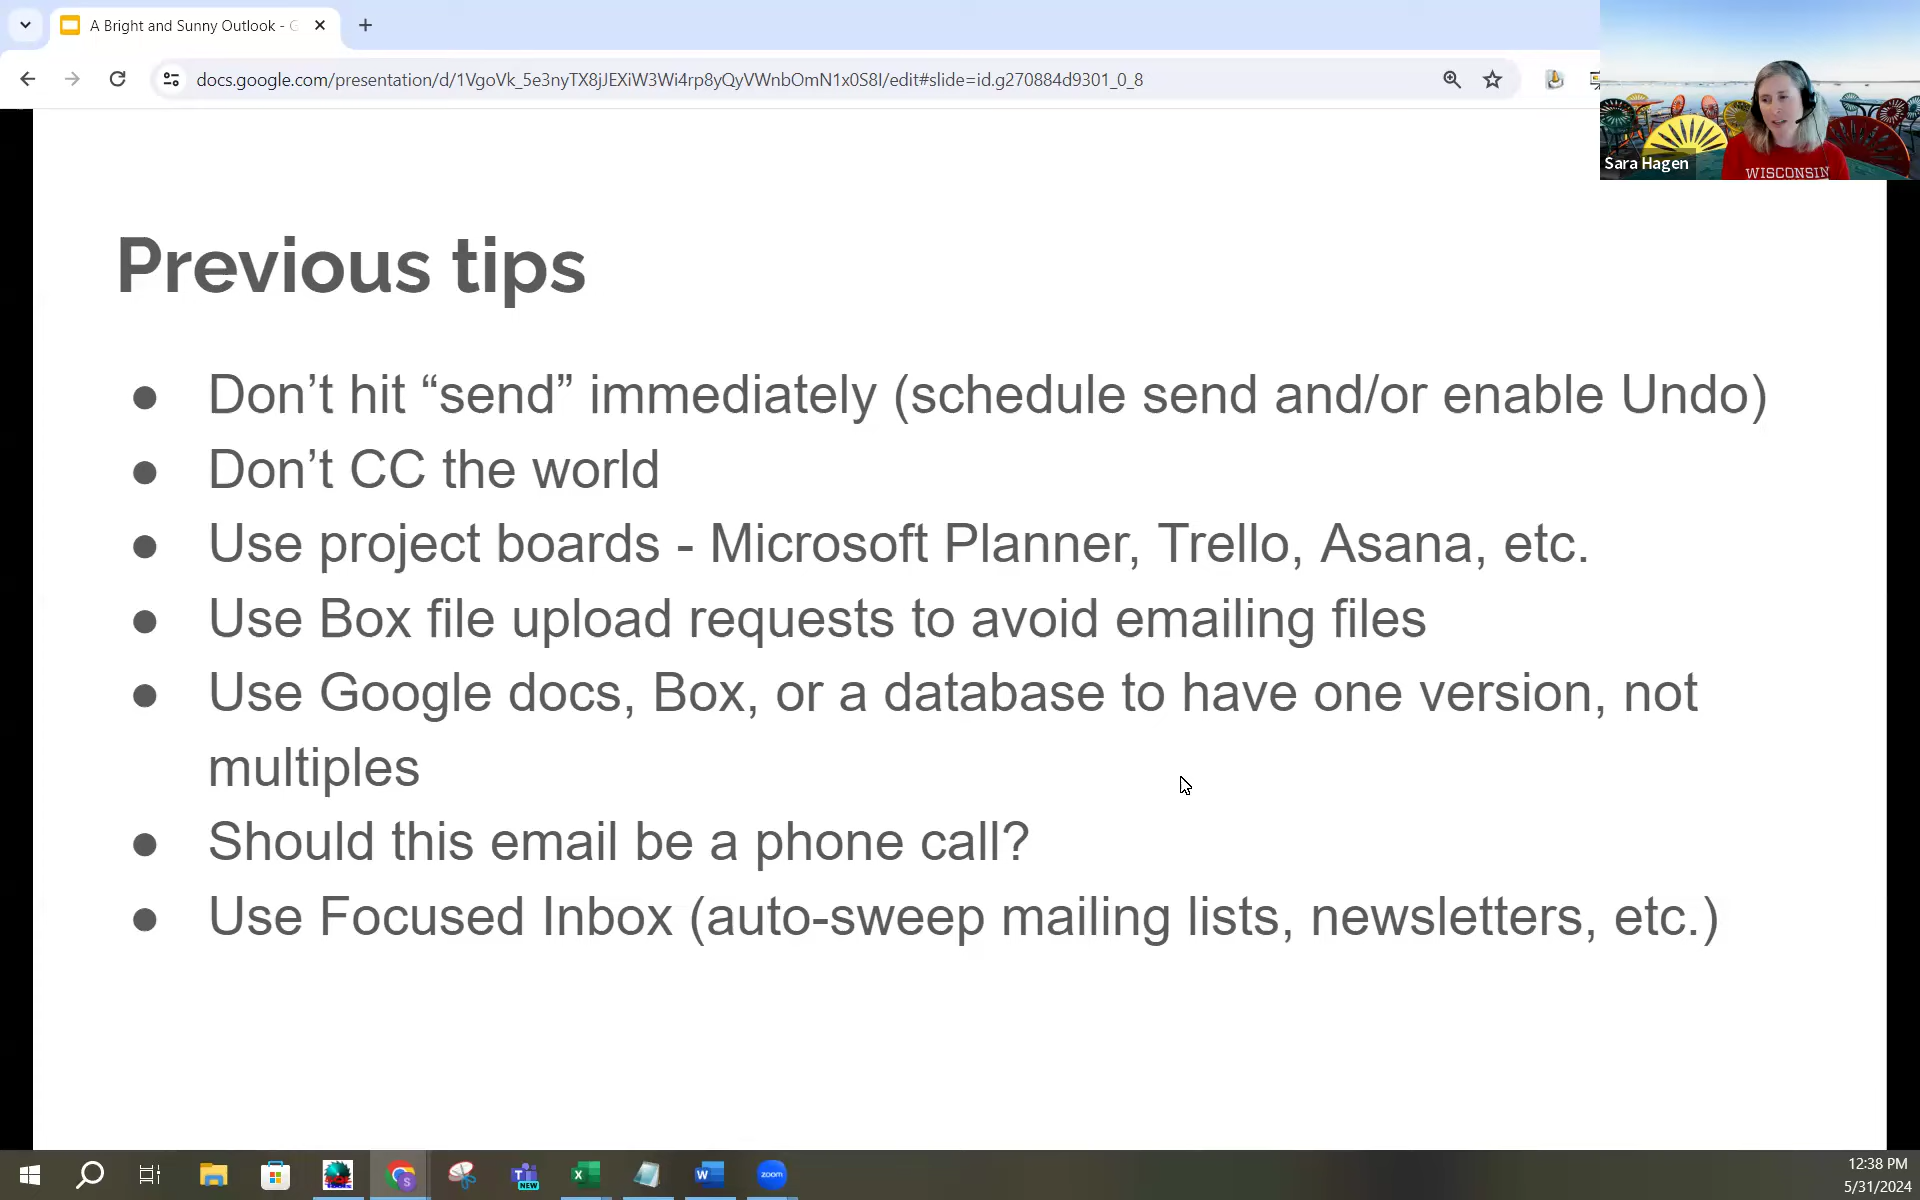 A Bright and Sunny Outlook - G
docs.google.com/presentation/d/1VgoVk_5e3nyTX8jJEXiW3Wi4rp8yQyVWnbOmN1x0S8I/edit#slide=id.g270884d9301_0_8
Sara Hagen
WISCONSIN
Previous tips
● Don’t hit “send” immediately (schedule send and/or enable Undo)
● Don’t CC the world
● Use project boards - Microsoft Planner, Trello, Asana, etc.
● Use Box file upload requests to avoid emailing files
● Use Google docs, Box, or a database to have one version, not
multiples
● Should this email be a phone call?
● Use Focused Inbox (auto-sweep mailing lists, newsletters, etc.)
NEW
zoom
12:38 PM
5/31/2024